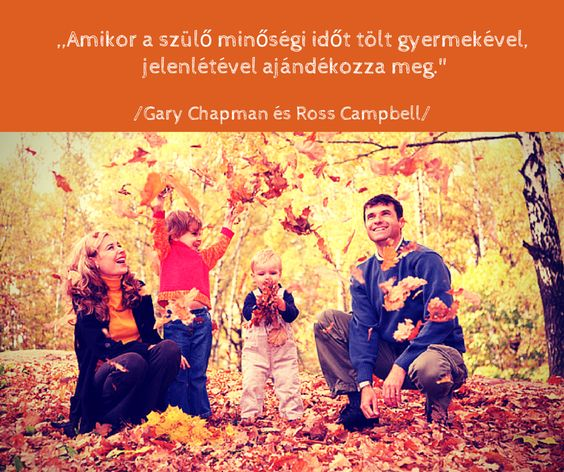 ,,Amikor a szülő minőségi időt tölt gyermekével,
jelenlétével ajándékozza meg."
/Gary Chapman és Ross Campbell/